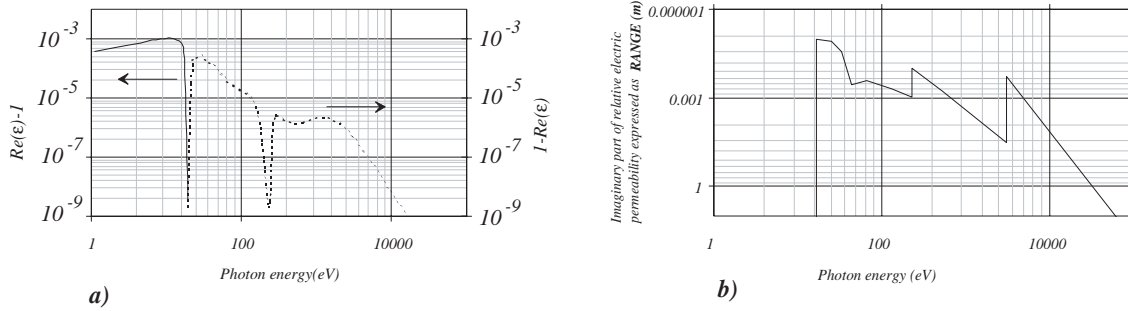 10⁻³
10⁻⁵
10⁻⁷
10⁻⁹
Re(ε)-1
10⁻³
10⁻⁵
10⁻⁷
10⁻⁹
1-Re(ε)
1 100 10000
Photon energy(eV)
a)
Imaginary part of relative electric
permeability expressed as RANGE (m)
0.000001
0.001
1
1 100 10000
Photon energy (eV)
b)